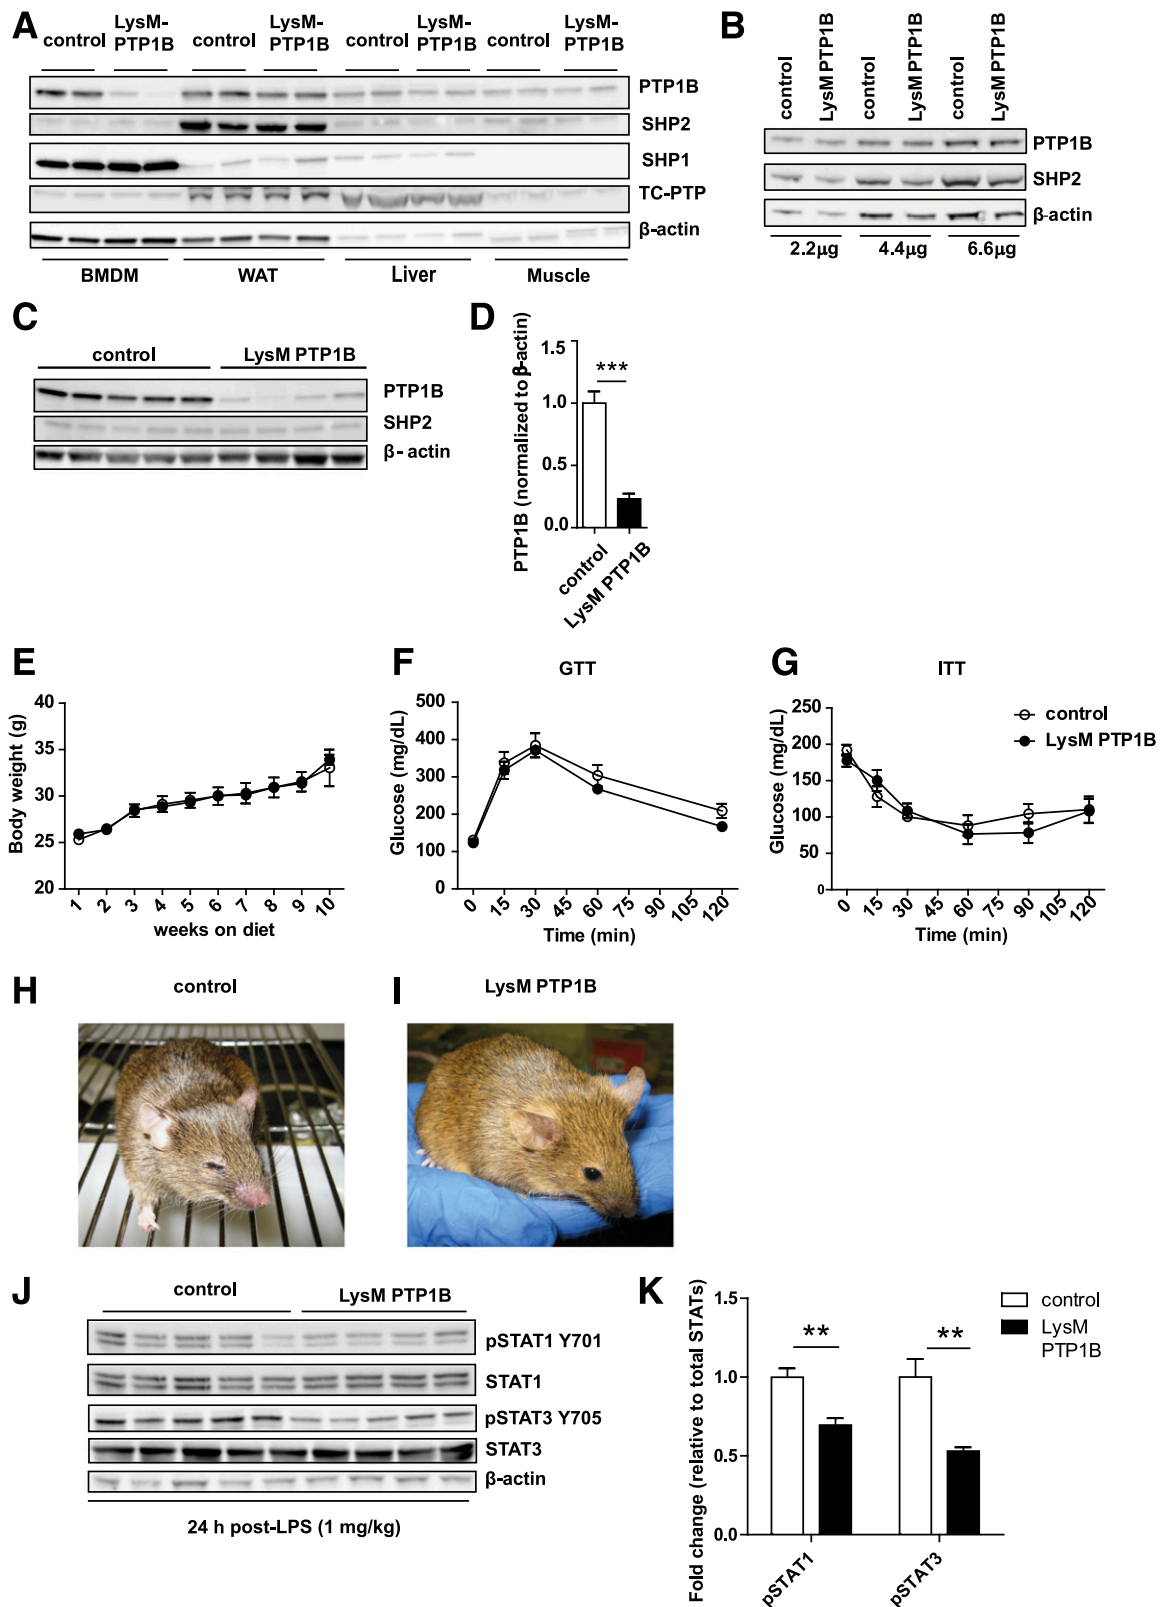 A
control
LysM-
PTP1B
control
LysM-
PTP1B
control
LysM-
PTP1B
control
LysM-
PTP1B
PTP1B
SHP2
SHP1
TC-PTP
β-actin
BMDM WAT Liver Muscle
B
control
LysM PTP1B
control
LysM PTP1B
control
LysM PTP1B
PTP1B
SHP2
β-actin
2.2µg 4.4µg 6.6µg
C
control LysM PTP1B
PTP1B
SHP2
β- actin
D
PTP1B (normalized to β-actin)
1.5
1.0
0.5
0.0
***
control
LysM PTP1B
E
Body weight (g)
40
35
30
25
20
1 2 3 4 5 6 7 8 9 10
weeks on diet
F
GTT
Glucose (mg/dL)
500
400
300
200
100
0
0 15 30 45 60 75 90 105 120
Time (min)
G
ITT
Glucose (mg/dL)
250
200
150
100
50
0
0 15 30 45 60 75 90 105 120
Time (min)
control
LysM PTP1B
H
control
I
LysM PTP1B
J
control LysM PTP1B
pSTAT1 Y701
STAT1
pSTAT3 Y705
STAT3
β-actin
24 h post-LPS (1 mg/kg)
K
Fold change (relative to total STATs)
1.5
1.0
0.5
0.0
** **
pSTAT1
pSTAT3
control
LysM
PTP1B